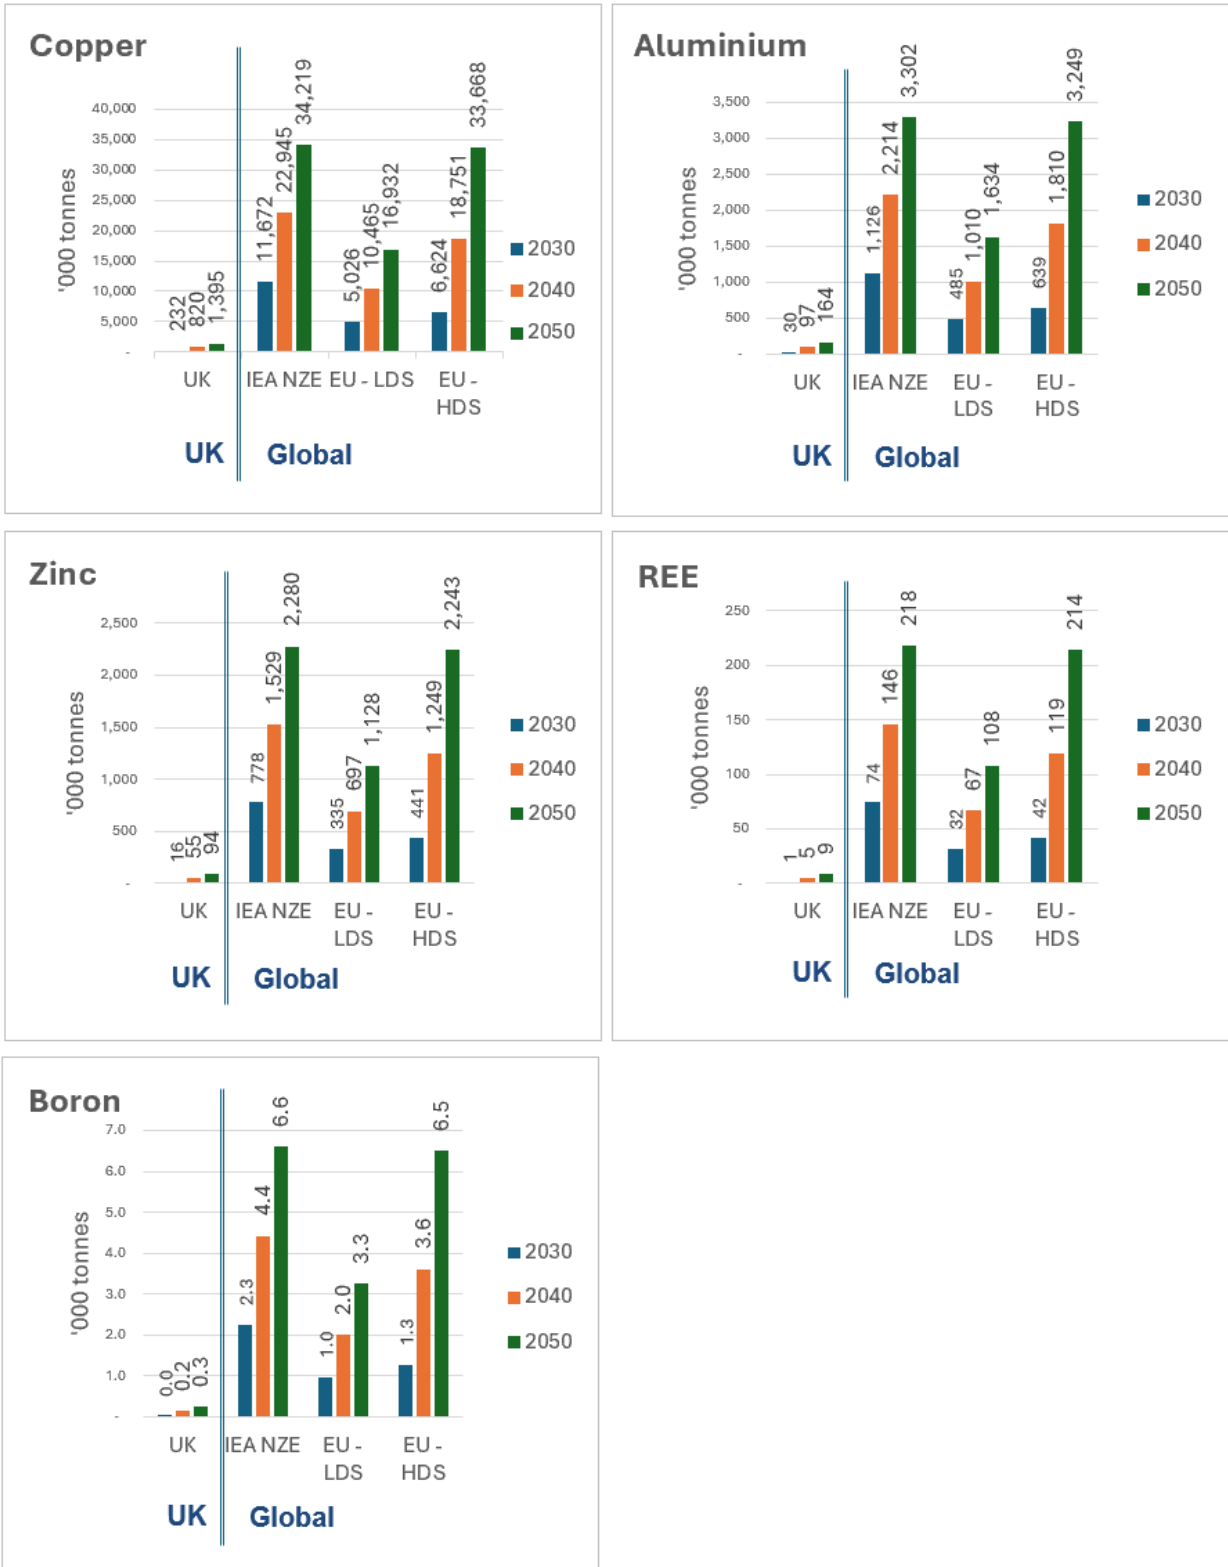 Copper
'000 tonnes
40,000
35,000
30,000
25,000
20,000
15,000
10,000
5,000
-
232
820
1,395
11,672
22,945
34,219
5,026
10,465
16,932
6,624
18,751
33,668
UK
IEA NZE
EU - LDS
EU -
HDS
2030
2040
2050
UK
Global
Aluminium
'000 tonnes
3,500
3,000
2,500
2,000
1,500
1,000
500
-
30
97
164
1,126
2,214
3,302
485
1,010
1,634
639
1,810
3,249
UK
IEA NZE
EU -
LDS
EU -
HDS
2030
2040
2050
UK
Global
Zinc
'000 tonnes
2,500
2,000
1,500
1,000
500
-
16
55
94
778
1,529
2,280
335
697
1,128
441
1,249
2,243
UK
IEA NZE
EU -
LDS
EU -
HDS
2030
2040
2050
UK
Global
REE
'000 tonnes
250
200
150
100
50
-
1
5
9
74
146
218
32
67
108
42
119
214
UK
IEA NZE
EU -
LDS
EU -
HDS
2030
2040
2050
UK
Global
Boron
'000 tonnes
7.0
6.0
5.0
4.0
3.0
2.0
1.0
-
0.0
0.2
0.3
2.3
4.4
6.6
1.0
2.0
3.3
1.3
3.6
6.5
UK
IEA NZE
EU -
LDS
EU -
HDS
2030
2040
2050
UK
Global